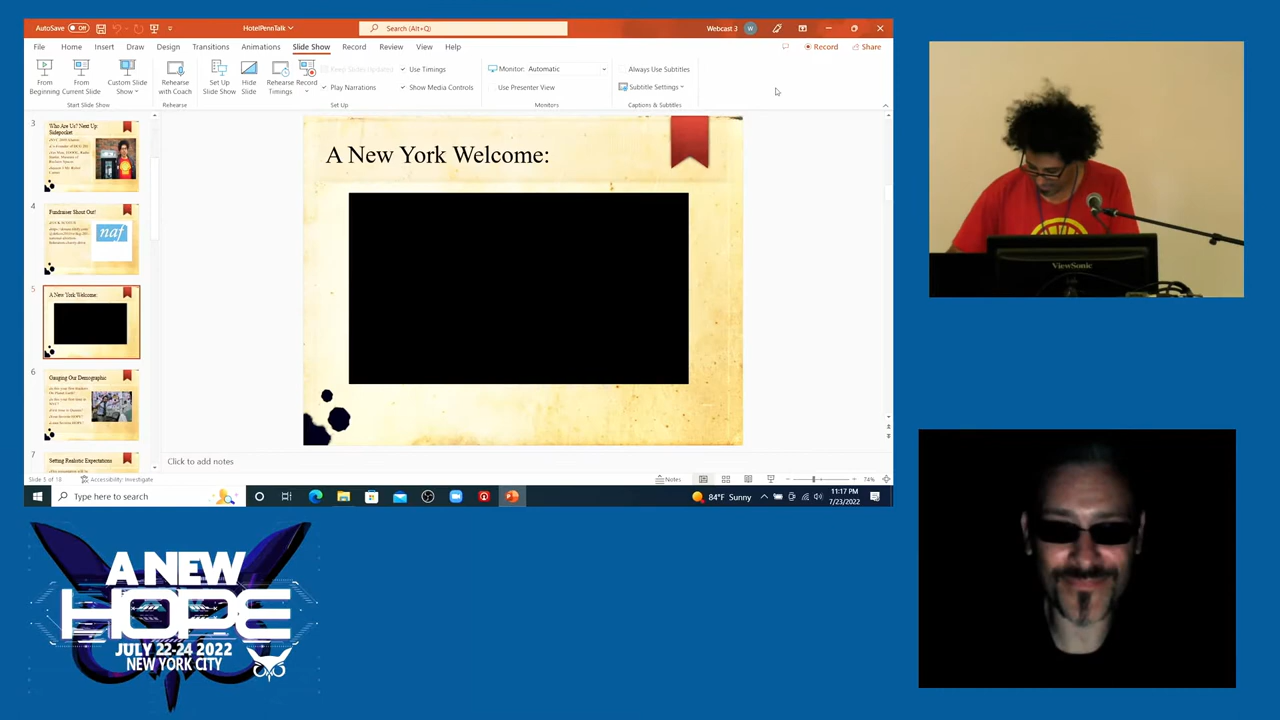 AutoSave Off
HotelPennTalk
Search (Alt+Q)
Webcast 3
W
File Home Insert Draw Design Transitions Animations Slide Show Record Review View Help
Record
Share
From Beginning
From Current Slide
Custom Slide Show
Start Slide Show
Rehearse with Coach
Rehearse
Set Up Slide Show
Hide Slide
Rehearse Timings
Record
Keep Slides Updated
Play Narrations
Use Timings
Show Media Controls
Set Up
Monitor: Automatic
Use Presenter View
Monitors
Always Use Subtitles
Subtitle Settings
Captions & Subtitles
3
Who Are Us? Next Up
Sidepocket
4
Fundraiser Shout Out!
naf
5
A New York Welcome:
6
Gauging Our Demographic
7
Setting Realistic Expectations
A New York Welcome:
Click to add notes
Slide 5 of 18
Accessibility: Investigate
Notes
74%
Type here to search
84°F Sunny
11:17 PM
7/23/2022
ViewSonic
A NEW
HOPE
JULY 22-24 2022
NEW YORK CITY